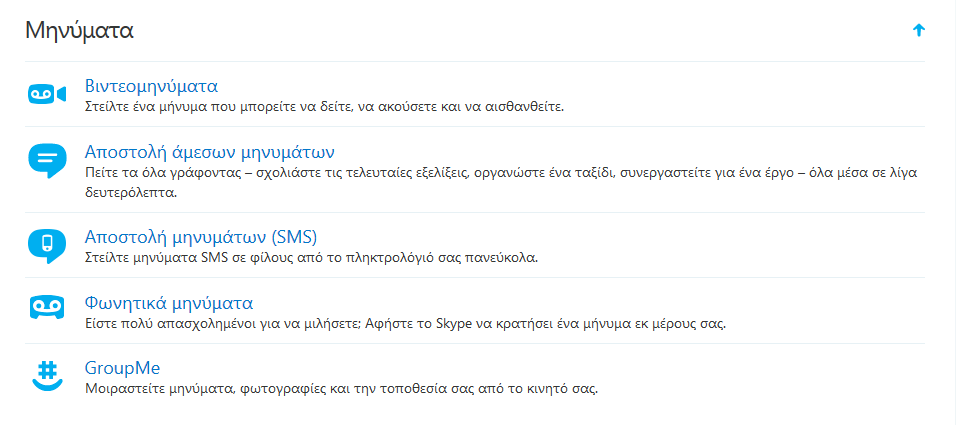 Μηνύματα
Βιντεομηνύματα
Στείλτε ένα μήνυμα που μπορείτε να δείτε, να ακούσετε και να αισθανθείτε.
Αποστολή άμεσων μηνυμάτων
Πείτε τα όλα γράφοντας – σχολιάστε τις τελευταίες εξελίξεις, οργανώστε ένα ταξίδι, συνεργαστείτε για ένα έργο – όλα μέσα σε λίγα
δευτερόλεπτα.
Αποστολή μηνυμάτων (SMS)
Στείλτε μηνύματα SMS σε φίλους από το πληκτρολόγιό σας πανεύκολα.
Φωνητικά μηνύματα
Είστε πολύ απασχολημένοι για να μιλήσετε; Αφήστε το Skype να κρατήσει ένα μήνυμα εκ μέρους σας.
GroupMe
Μοιραστείτε μηνύματα, φωτογραφίες και την τοποθεσία σας από το κινητό σας.